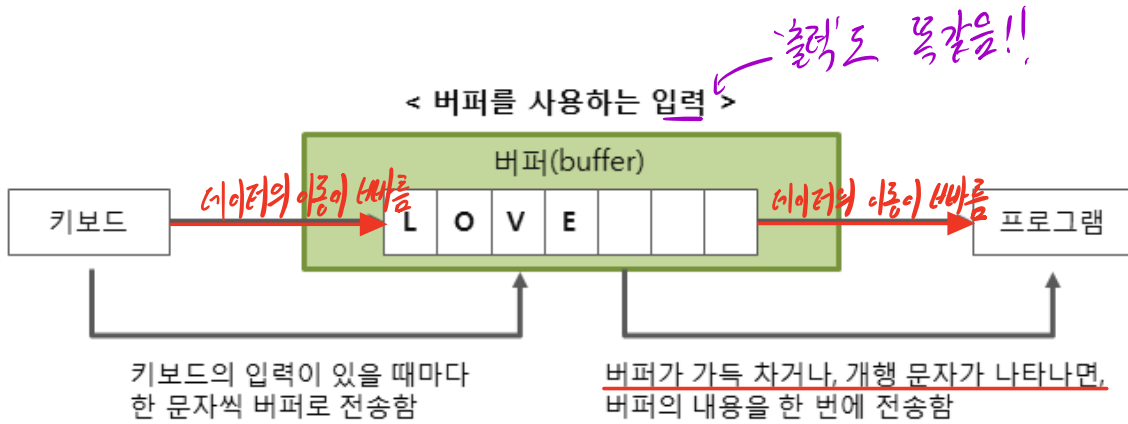 '출력'도 똑같음!!
< 버퍼를 사용하는 입력 >
버퍼(buffer)
키보드
데이터의 이동이 빠름
L O V E
데이터의 이동이 빠름
프로그램
키보드의 입력이 있을 때마다
한 문자씩 버퍼로 전송함
버퍼가 가득 차거나, 개행 문자가 나타나면,
버퍼의 내용을 한 번에 전송함